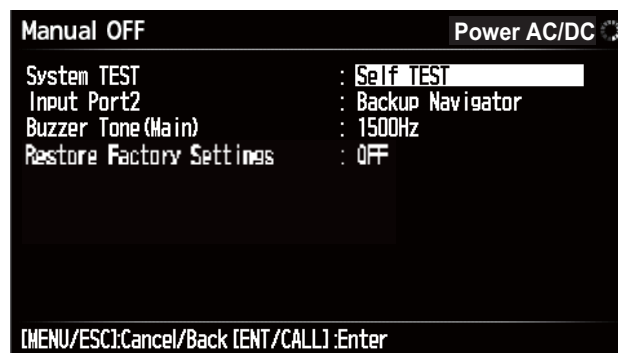 Manual OFF Power AC/DC
System TEST : Self TEST
Input Port2 : Backup Navigator
Buzzer Tone(Main) : 1500Hz
Restore Factory Settings : OFF
[MENU/ESC]:Cancel/Back [ENT/CALL]:Enter